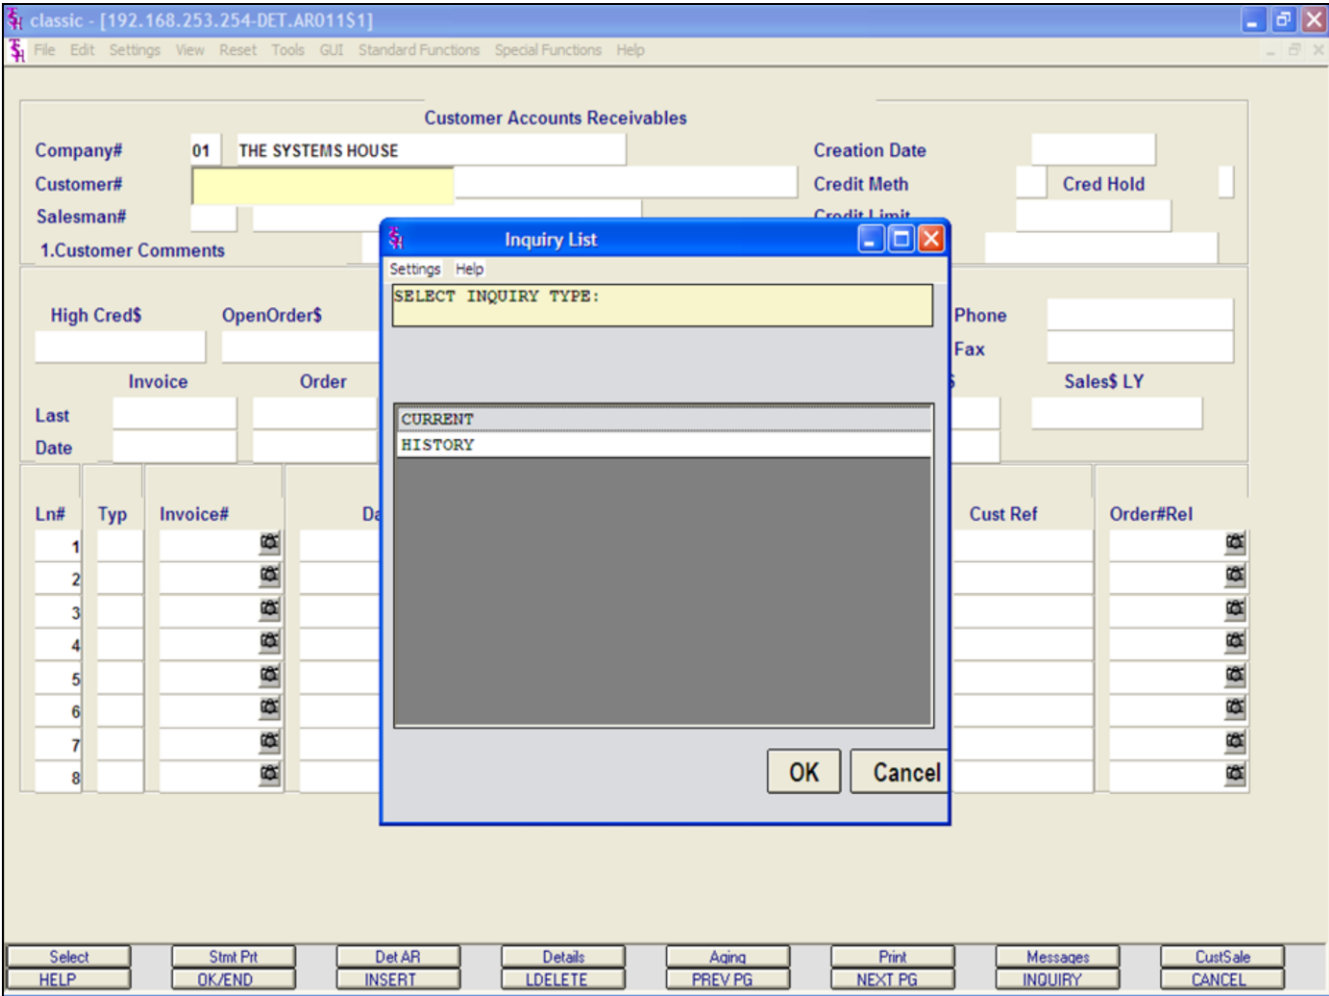 classic - [192.168.253.254-DET.AR011$1]
File Edit Settings View Reset Tools GUI Standard Functions Special Functions Help
Customer Accounts Receivables
Company# 01 THE SYSTEMS HOUSE Creation Date
Customer# Credit Meth Cred Hold
Salesman# Credit Limit
1.Customer Comments
Inquiry List
Settings Help
SELECT INQUIRY TYPE:
CURRENT
HISTORY
OK Cancel
High Cred$ OpenOrder$ Phone
Fax
Invoice Order $ Sales$ LY
Last
Date
Ln# Typ Invoice# Da Cust Ref Order#Rel
1
2
3
4
5
6
7
8
Select Stmt Prt Det AR Details Aging Print Messages CustSale
HELP OK/END INSERT LDELETE PREV PG NEXT PG INQUIRY CANCEL